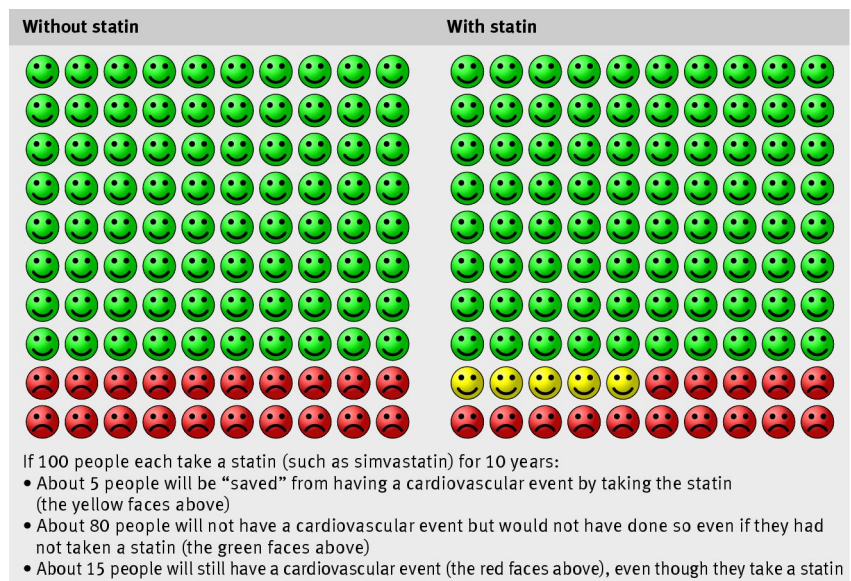 Without statin
With statin
If 100 people each take a statin (such as simvastatin) for 10 years:
• About 5 people will be “saved” from having a cardiovascular event by taking the statin
(the yellow faces above)
• About 80 people will not have a cardiovascular event but would not have done so even if they had
not taken a statin (the green faces above)
• About 15 people will still have a cardiovascular event (the red faces above), even though they take a statin